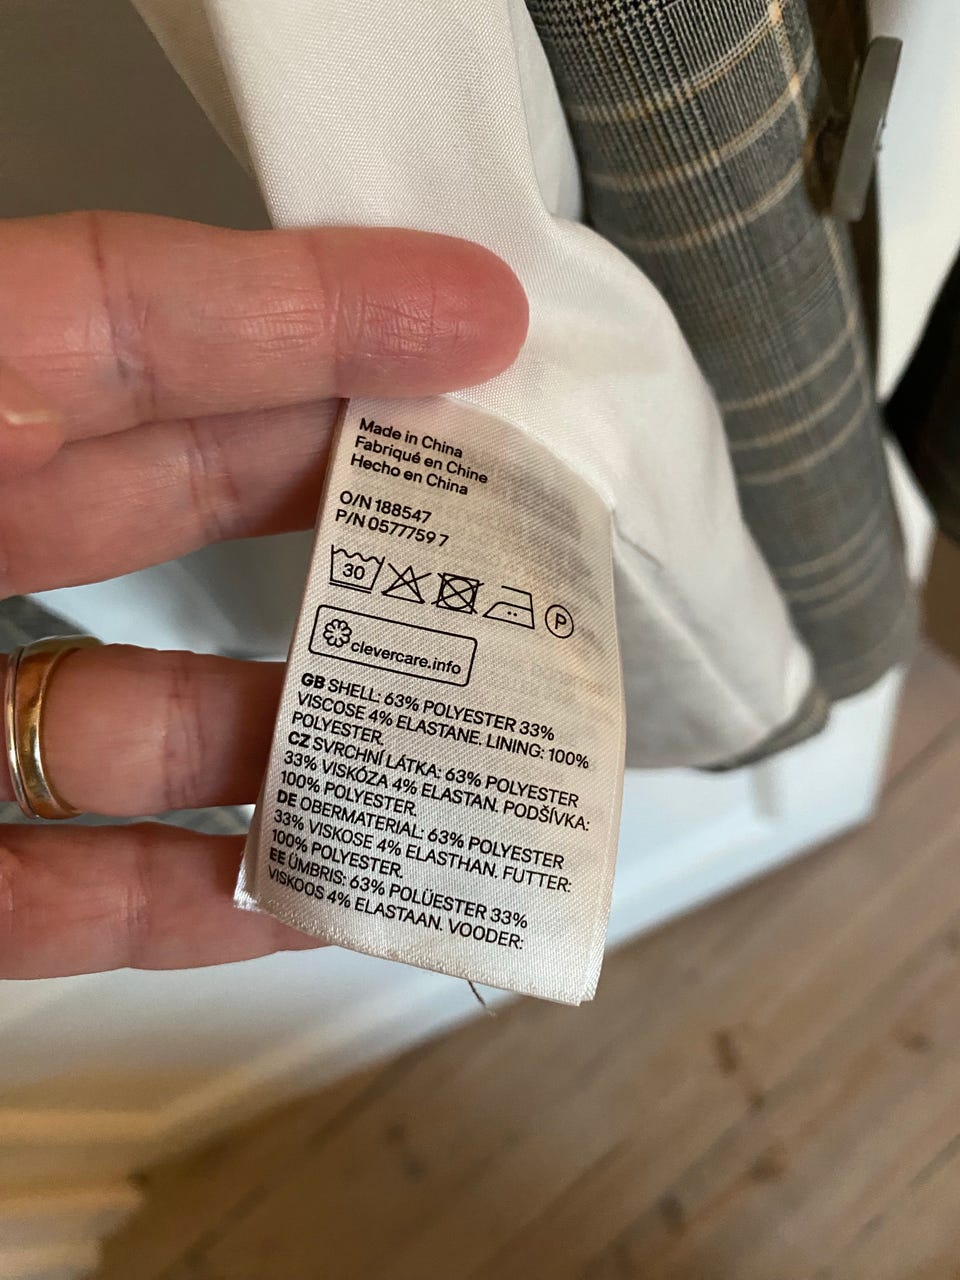 Made in China
Fabriqué en Chine
Hecho en China
O/N 188547
P/N 0577759 7
30
P
clevercare.info
GB SHELL: 63% POLYESTER 33%
VISCOSE 4% ELASTANE. LINING: 100%
POLYESTER.
CZ SVRCHNÍ LÁTKA: 63% POLYESTER
33% VISKÓZA 4% ELASTAN. PODŠÍVKA:
100% POLYESTER.
DE OBERMATERIAL: 63% POLYESTER
33% VISKOSE 4% ELASTHAN. FUTTER:
100% POLYESTER.
EE ÜMBRIS: 63% POLÜESTER 33%
VISKOOS 4% ELASTAAN. VOODER: